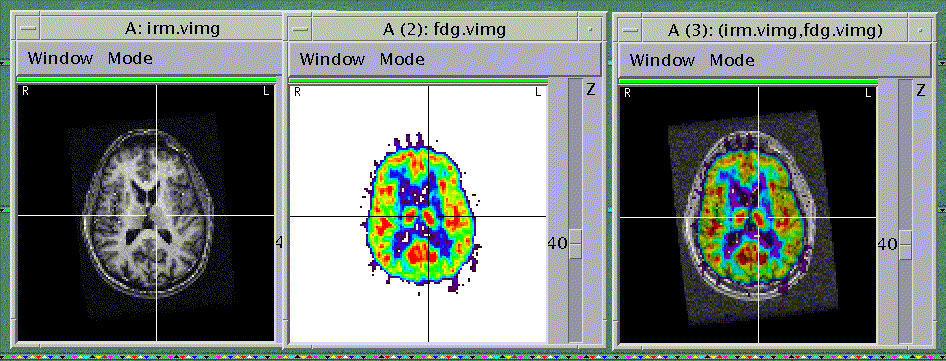 A: irm.vimg
Window Mode
R L
4
A (2): fdg.vimg
Window Mode
R L
Z
40
A (3): (irm.vimg,fdg.vimg)
Window Mode
R L
Z
40